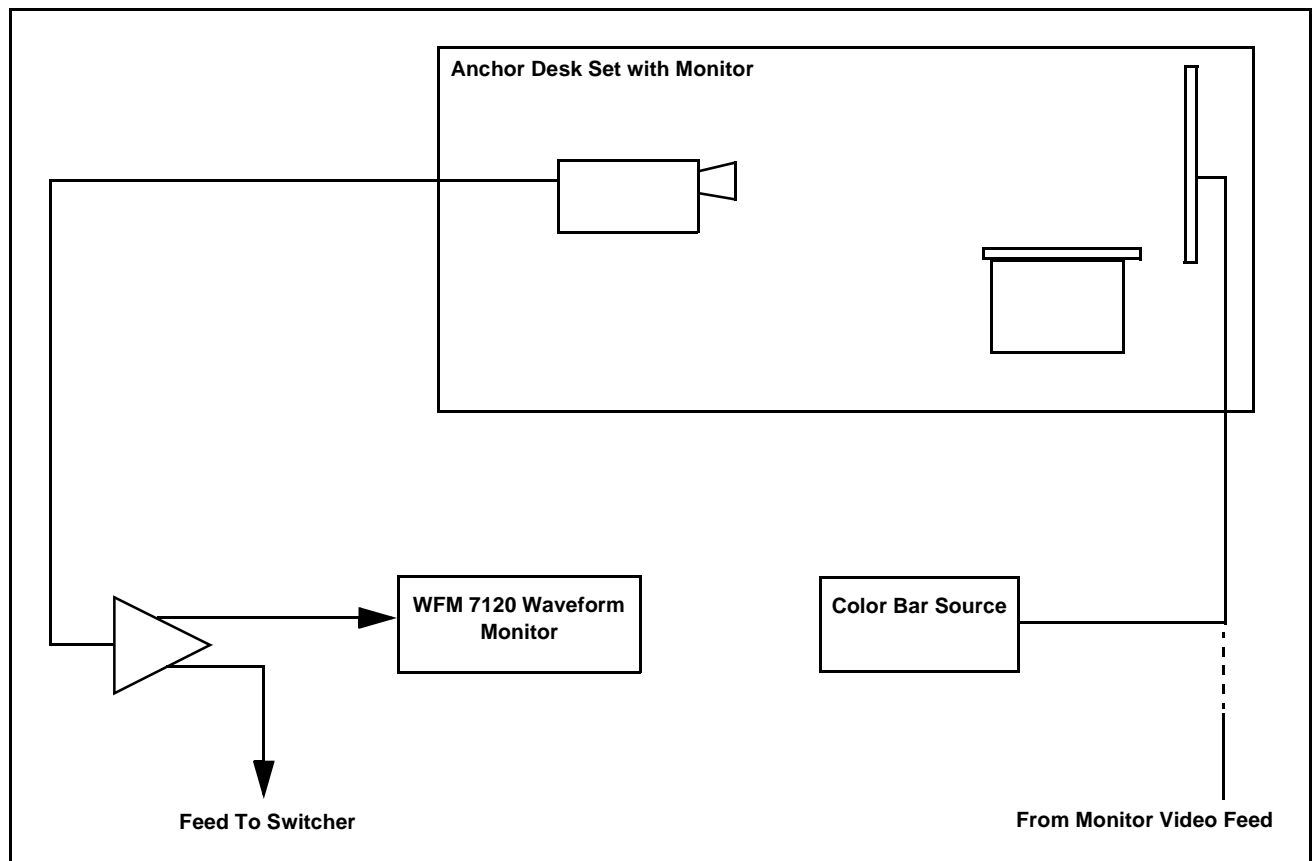 Anchor Desk Set with Monitor
WFM 7120 Waveform
Monitor
Color Bar Source
Feed To Switcher
From Monitor Video Feed